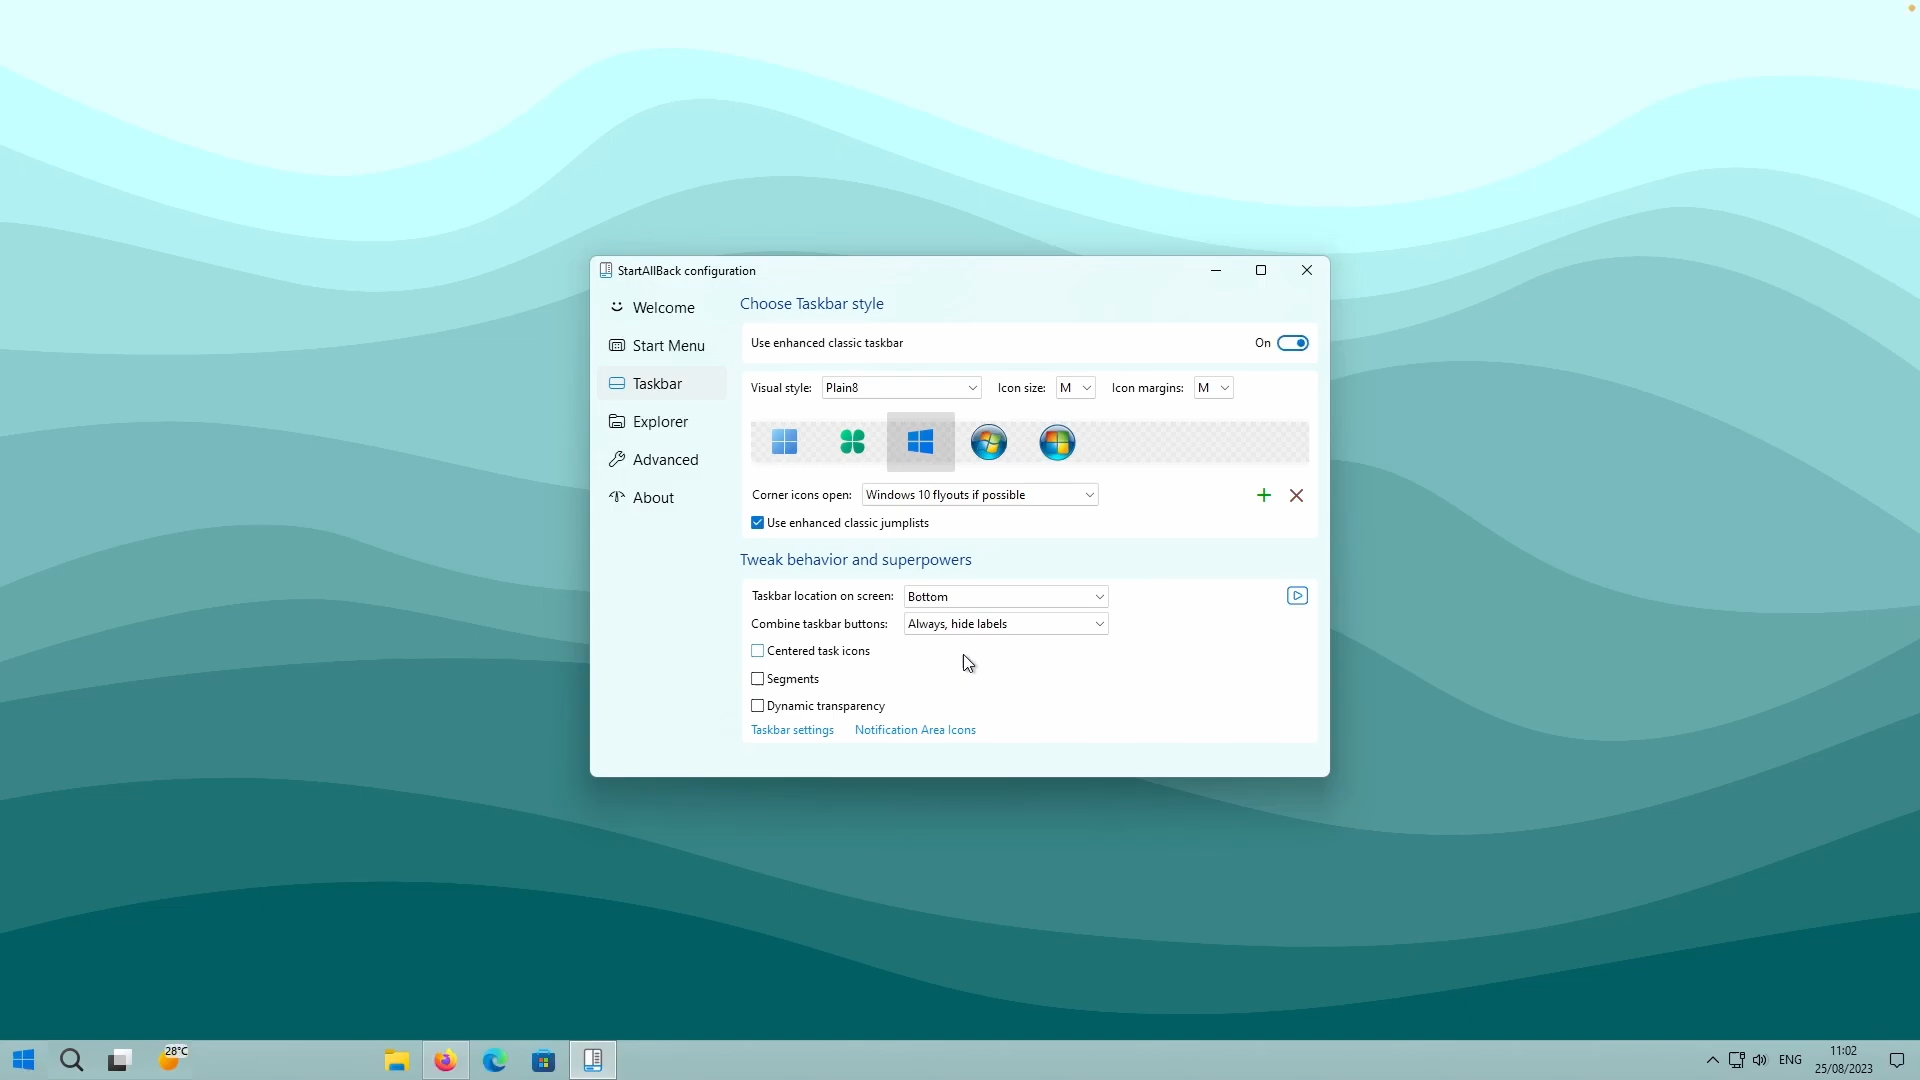 StartAllBack configuration
Welcome
Start Menu
Taskbar
Explorer
Advanced
About
Choose Taskbar style
Use enhanced classic taskbar
On
Visual style: Plain8 Icon size: M Icon margins: M
Corner icons open: Windows 10 flyouts if possible
Use enhanced classic jumplists
Tweak behavior and superpowers
Taskbar location on screen: Bottom
Combine taskbar buttons: Always, hide labels
Centered task icons
Segments
Dynamic transparency
Taskbar settings Notification Area Icons
28°C
ENG
11:02
25/08/2023